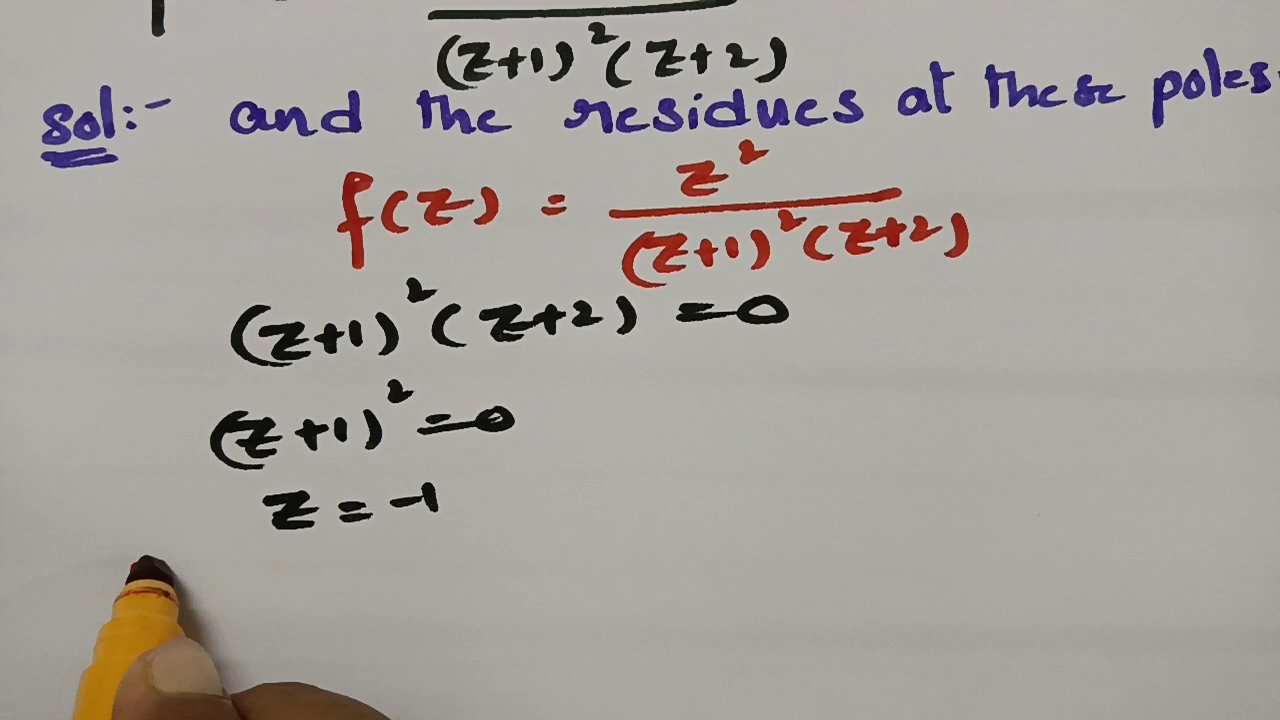 (z+1)²(z+2)
Sol:- and the residues at these poles.
f(z) = z² / (z+1)²(z+2)
(z+1)²(z+2) = 0
(z+1)² = 0
z = -1